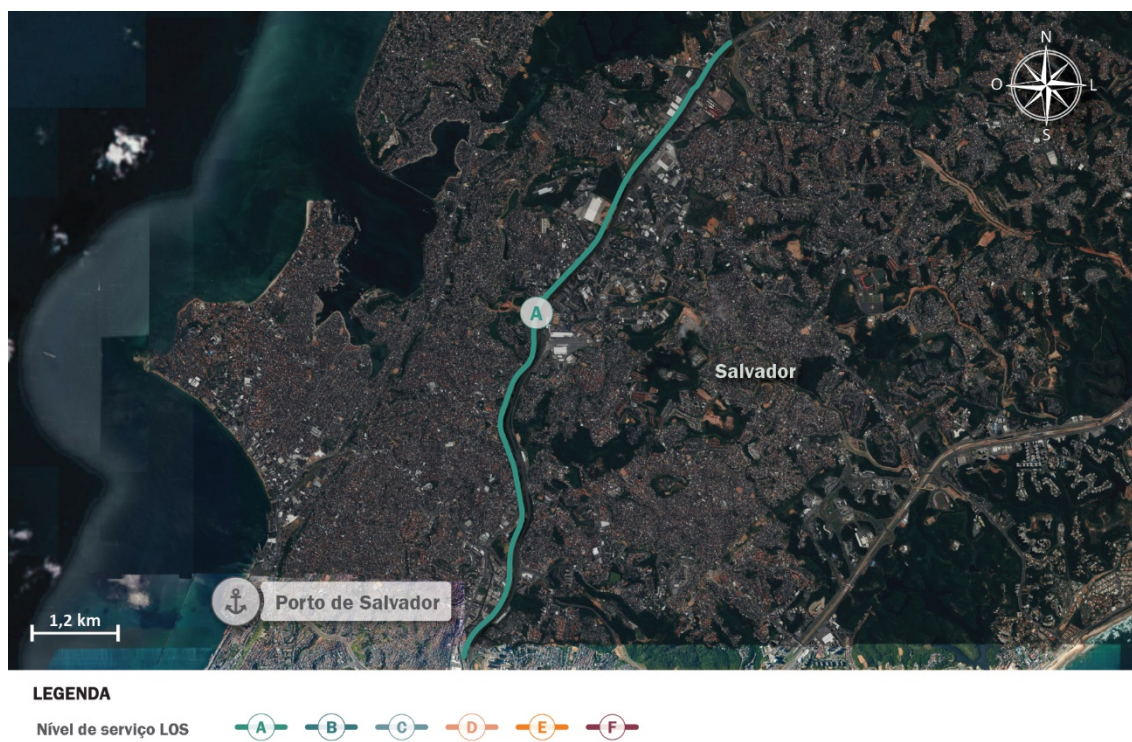 N
O
L
S
A
Salvador
Porto de Salvador
1,2 km
LEGENDA
Nível de serviço LOS A B C D E F